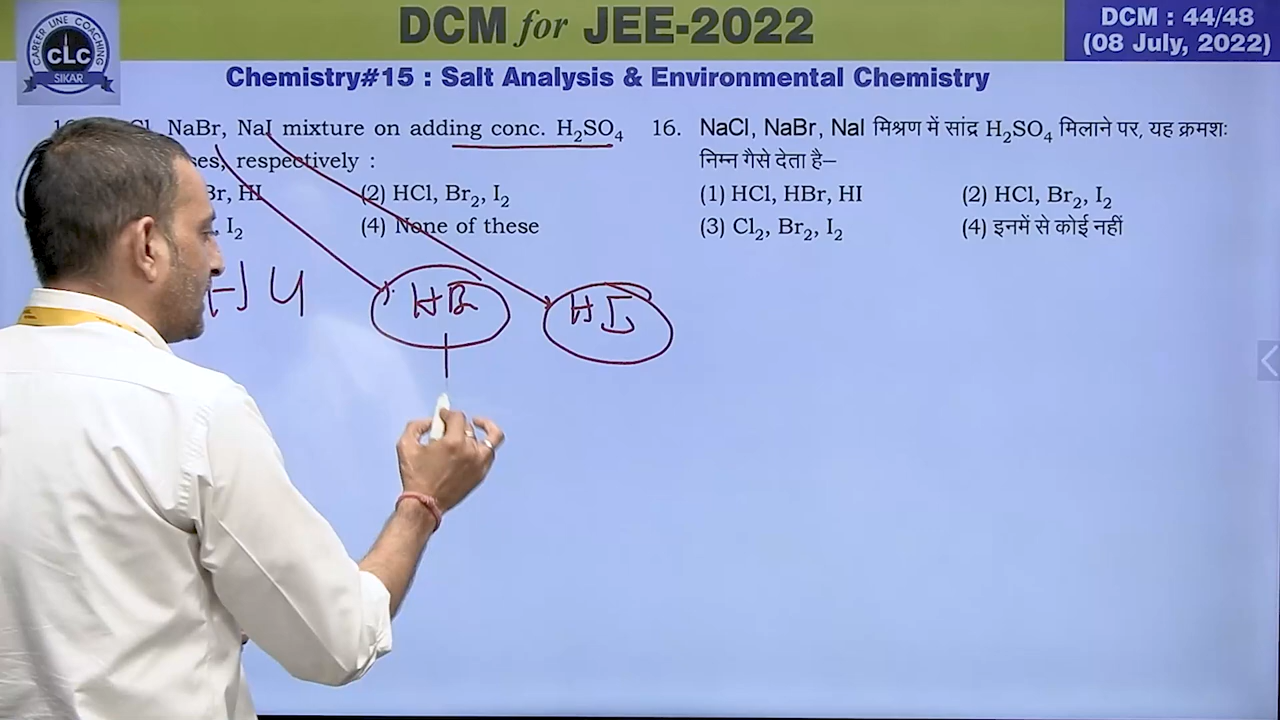 DCM for JEE-2022
DCM : 44/48
(08 July, 2022)
CAREER LINE COACHING
CLC
SIKAR
Chemistry#15 : Salt Analysis & Environmental Chemistry
NaBr, NaI mixture on adding conc. H₂SO₄
respectively :
HI
(2) HCl, Br₂, I₂
I₂
(4) None of these
HBr
HI
16. NaCl, NaBr, NaI मिश्रण में सांद्र H₂SO₄ मिलाने पर, यह क्रमशः
निम्न गैसे देता है–
(1) HCl, HBr, HI
(2) HCl, Br₂, I₂
(3) Cl₂, Br₂, I₂
(4) इनमें से कोई नहीं